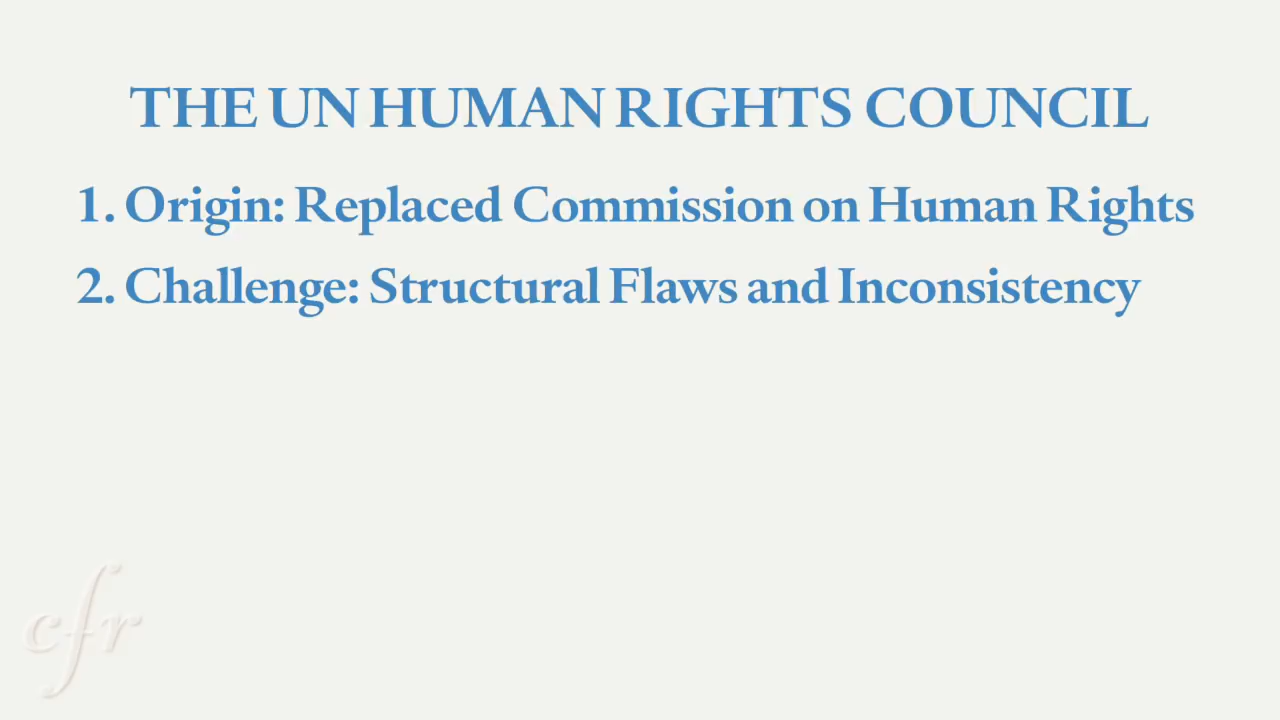 THE UN HUMAN RIGHTS COUNCIL
1. Origin: Replaced Commission on Human Rights
2. Challenge: Structural Flaws and Inconsistency
cfr